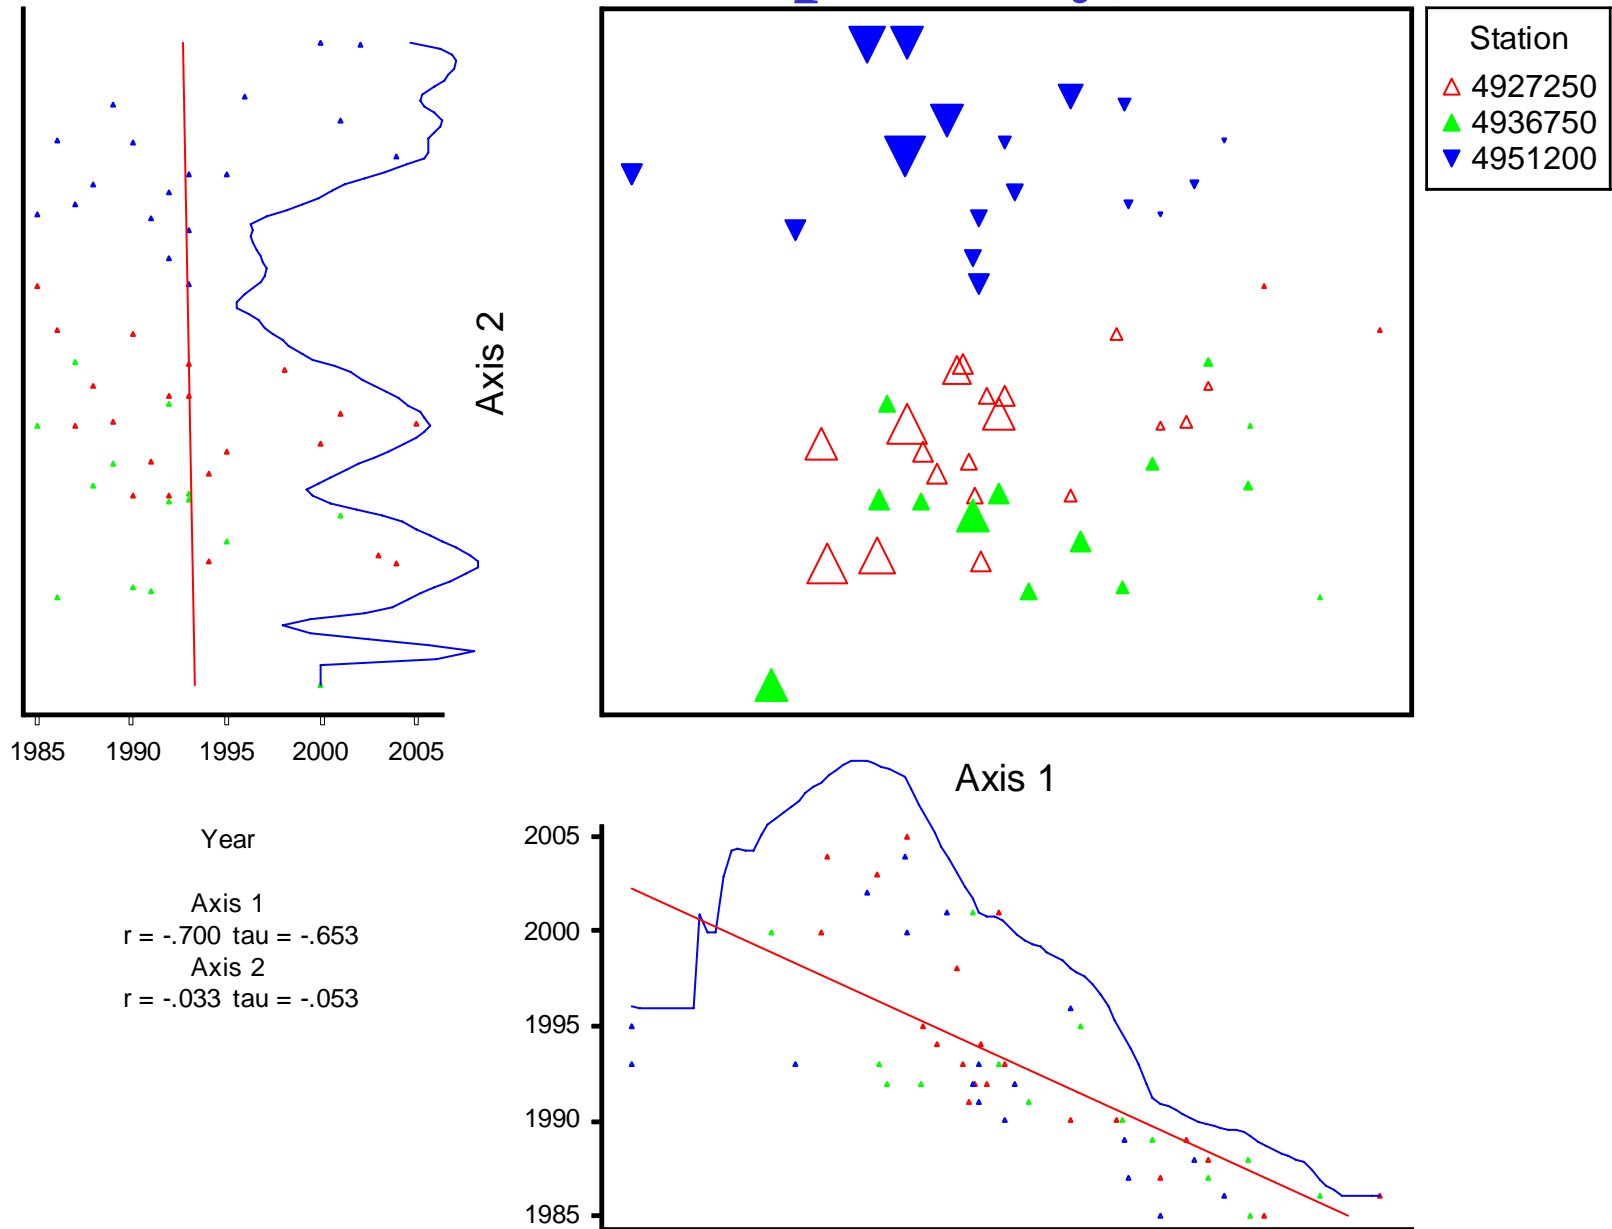 Station
4927250
4936750
4951200
Axis 2
1985 1990 1995 2000 2005
Axis 1
Year
Axis 1
r = -.700 tau = -.653
Axis 2
r = -.033 tau = -.053
2005
2000
1995
1990
1985